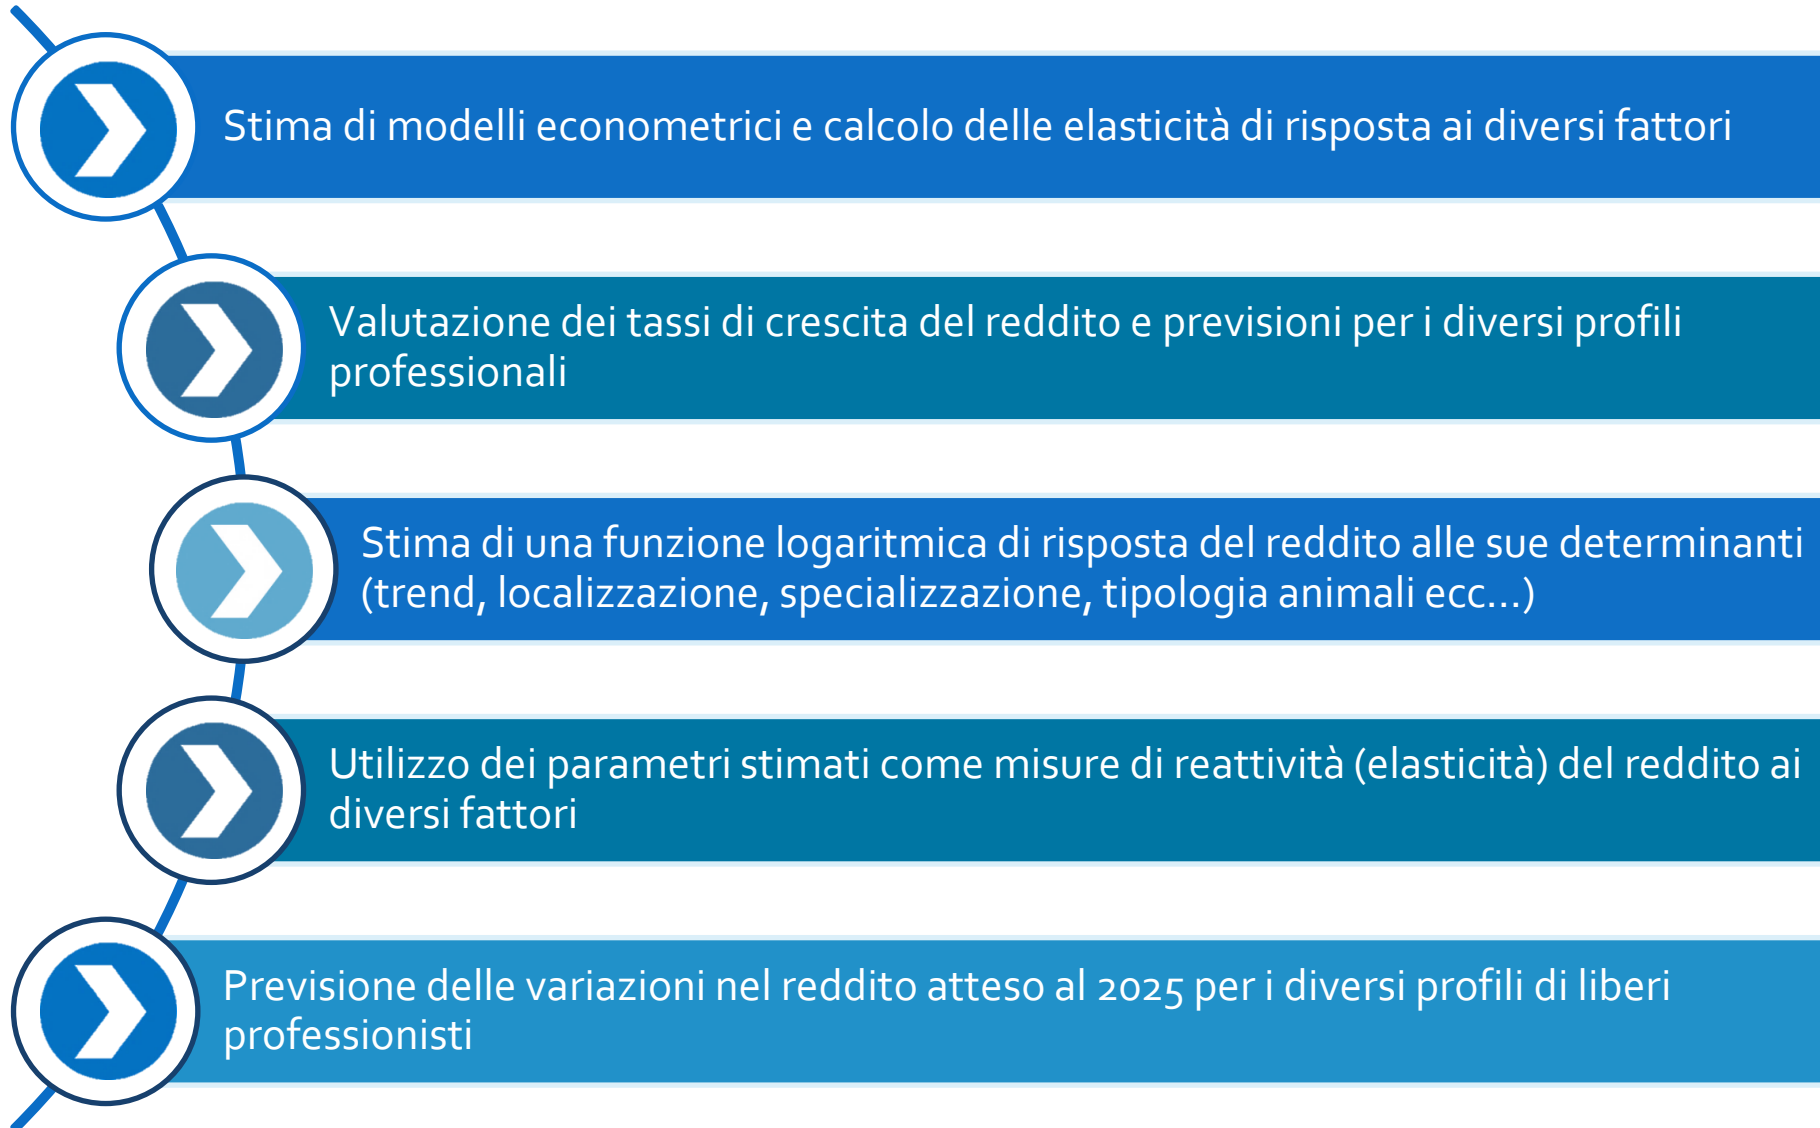 Stima di modelli econometrici e calcolo delle elasticità di risposta ai diversi fattori
Valutazione dei tassi di crescita del reddito e previsioni per i diversi profili
professionali
Stima di una funzione logaritmica di risposta del reddito alle sue determinanti
(trend, localizzazione, specializzazione, tipologia animali ecc...)
Utilizzo dei parametri stimati come misure di reattività (elasticità) del reddito ai
diversi fattori
Previsione delle variazioni nel reddito atteso al 2025 per i diversi profili di liberi
professionisti